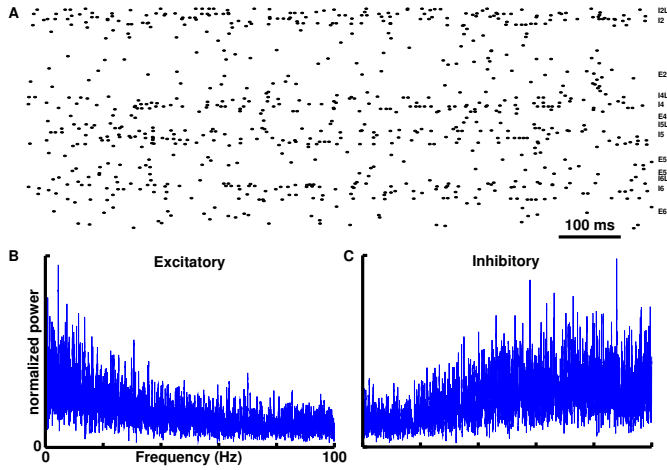 A
I2L
I2
E2
I4L
I4
E4
I5L
I5
E5
E5
I6L
I6
E6
100 ms
B
Excitatory
C
Inhibitory
normalized power
0
0
Frequency (Hz)
100